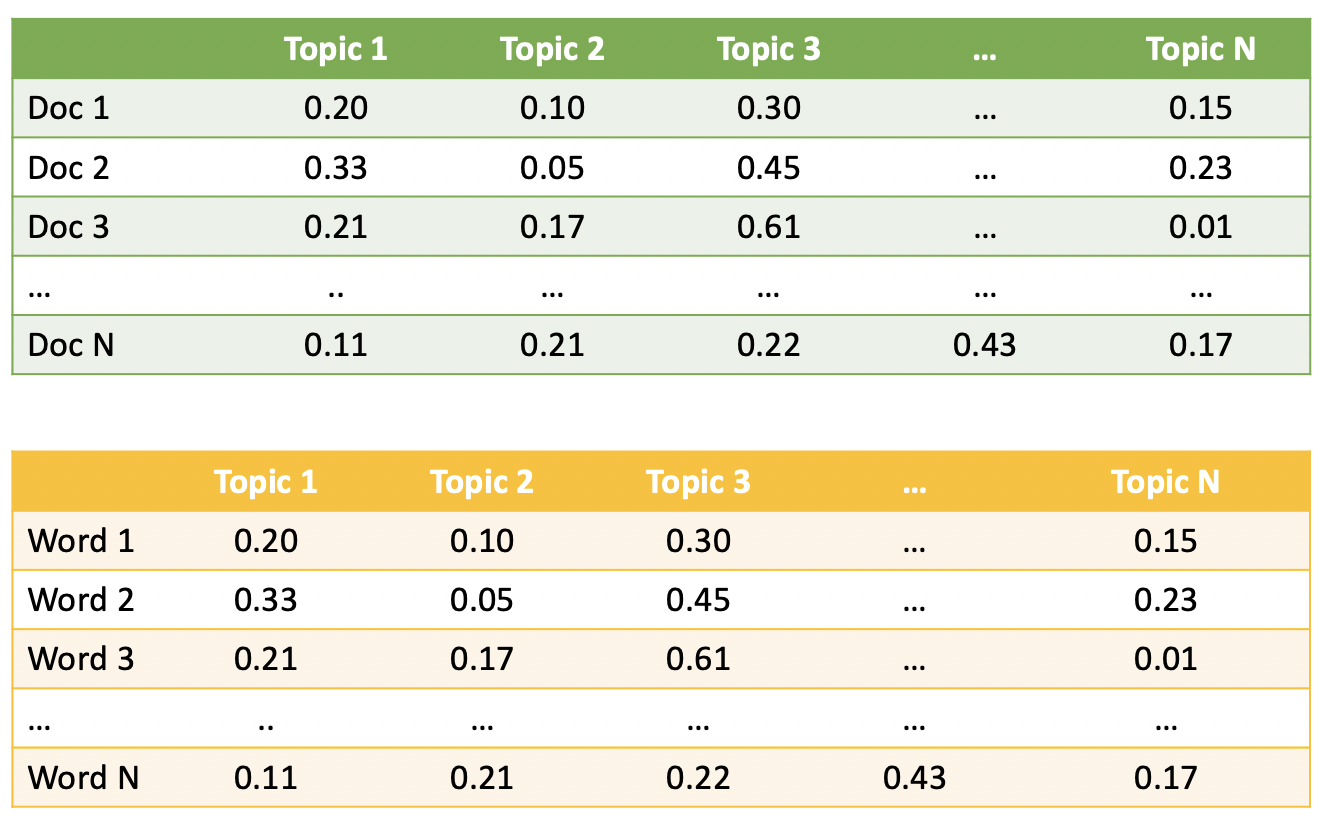 Topic 1 Topic 2 Topic 3 ... Topic N
Doc 1 0.20 0.10 0.30 ... 0.15
Doc 2 0.33 0.05 0.45 ... 0.23
Doc 3 0.21 0.17 0.61 ... 0.01
... .. ... ... ... ...
Doc N 0.11 0.21 0.22 0.43 0.17
Topic 1 Topic 2 Topic 3 ... Topic N
Word 1 0.20 0.10 0.30 ... 0.15
Word 2 0.33 0.05 0.45 ... 0.23
Word 3 0.21 0.17 0.61 ... 0.01
... .. ... ... ... ...
Word N 0.11 0.21 0.22 0.43 0.17